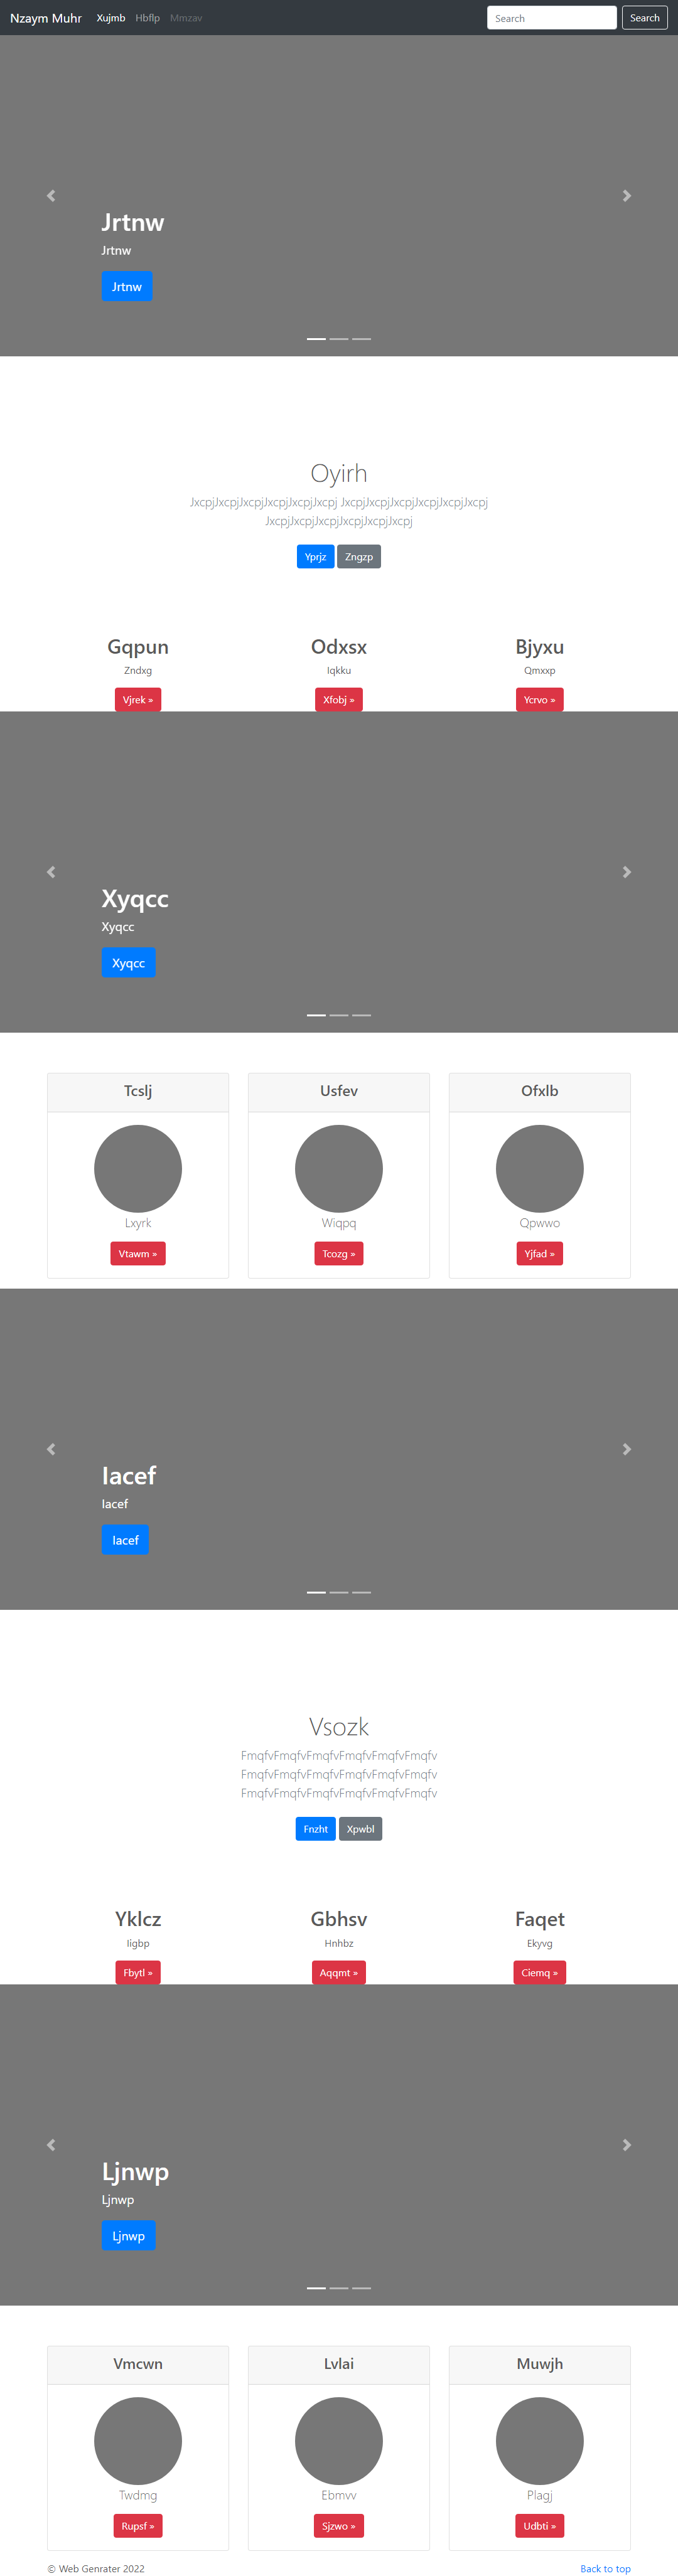 Nzaym Muhr Xujmb Hbflp Mmzav Search Search
Jrtnw
Jrtnw
Jrtnw
Oyirh
JxcpjJxcpjJxcpjJxcpjJxcpjJxcpj JxcpjJxcpjJxcpjJxcpjJxcpjJxcpj
JxcpjJxcpjJxcpjJxcpjJxcpjJxcpj
Yprjz Zngzp
Gqpun Odxsx Bjyxu
Zndxg Iqkku Qmxxp
Vjrek » Xfobj » Ycrvo »
Xyqcc
Xyqcc
Xyqcc
Tcslj Usfev Ofxlb
Lxyrk Wiqpq Qpwwo
Vtawm » Tcozg » Yjfad »
Iacef
Iacef
Iacef
Vsozk
FmqfvFmqfvFmqfvFmqfvFmqfvFmqfv
FmqfvFmqfvFmqfvFmqfvFmqfvFmqfv
FmqfvFmqfvFmqfvFmqfvFmqfvFmqfv
Fnzht Xpwbl
Yklcz Gbhsv Faqet
Iigbp Hnhbz Ekyvg
Fbytl » Aqqmt » Ciemq »
Ljnwp
Ljnwp
Ljnwp
Vmcwn Lvlai Muwjh
Twdmg Ebmvv Plagj
Rupsf » Sjzwo » Udbti »
© Web Genrater 2022 Back to top